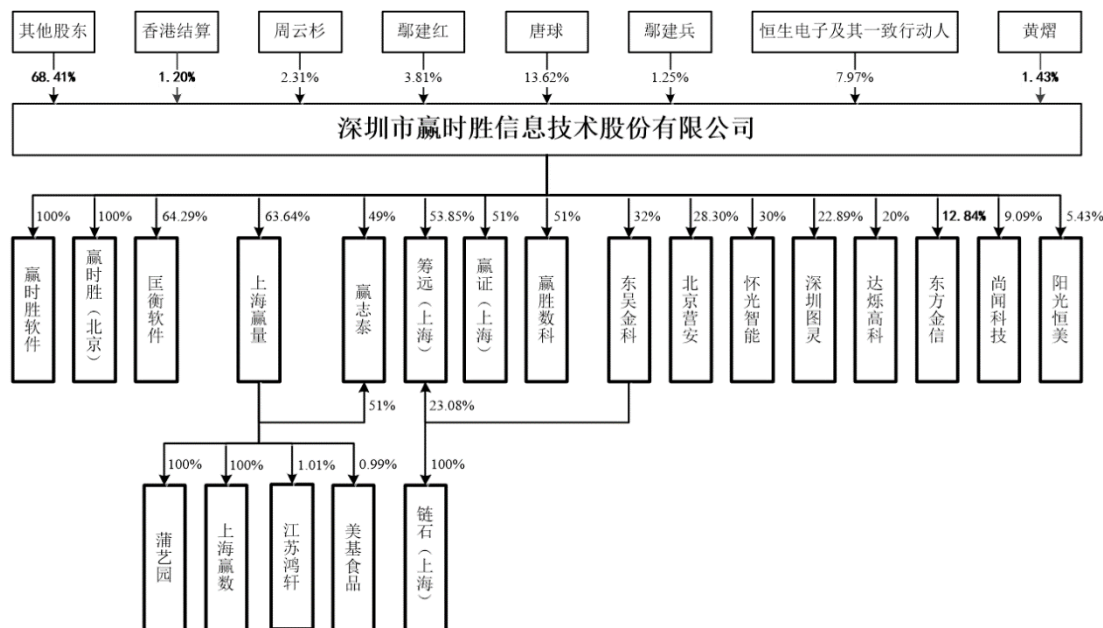 其他股东
香港结算
周云杉
鄢建红
唐球
鄢建兵
恒生电子及其一致行动人
黄熠
68.41%
1.20%
2.31%
3.81%
13.62%
1.25%
7.97%
1.43%
深圳市赢时胜信息技术股份有限公司
100%
100%
64.29%
63.64%
49%
53.85%
51%
51%
32%
28.30%
30%
22.89%
20%
12.84%
9.09%
5.43%
赢时胜软件
赢时胜（北京）
匡衡软件
上海赢量
赢志泰
筹远（上海）
赢证（上海）
赢胜数科
东吴金科
北京营安
怀光智能
深圳图灵
达烁高科
东方金信
尚闻科技
阳光恒美
51%
23.08%
100%
100%
1.01%
0.99%
100%
蒲艺园
上海赢数
江苏鸿轩
美基食品
链石（上海）